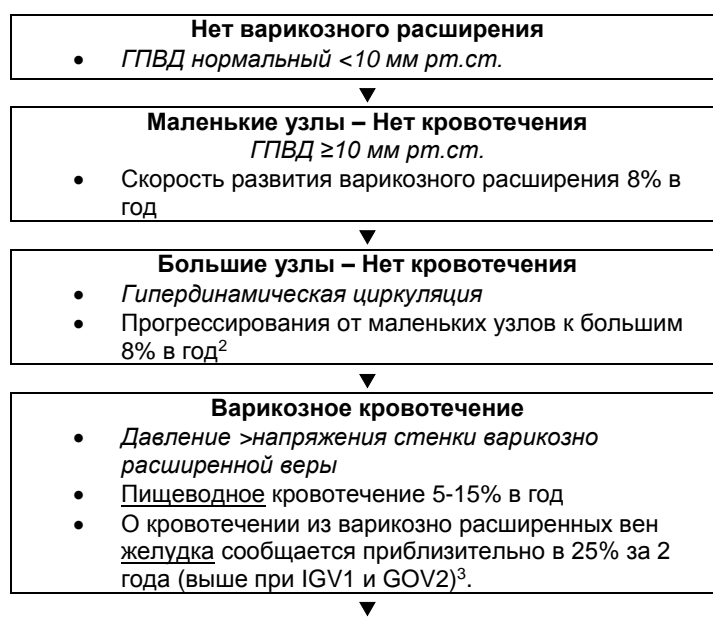 Нет варикозного расширения
• ГПВД нормальный <10 мм рт.ст.
▼
Маленькие узлы – Нет кровотечения
ГПВД ≥10 мм рт.ст.
• Скорость развития варикозного расширения 8% в
год
▼
Большие узлы – Нет кровотечения
• Гипердинамическая циркуляция
• Прогрессирования от маленьких узлов к большим
8% в год²
▼
Варикозное кровотечение
• Давление >напряжения стенки варикозно
расширенной веры
• Пищеводное кровотечение 5-15% в год
• О кровотечении из варикозно расширенных вен
желудка сообщается приблизительно в 25% за 2
года (выше при IGV1 и GOV2)³.
▼